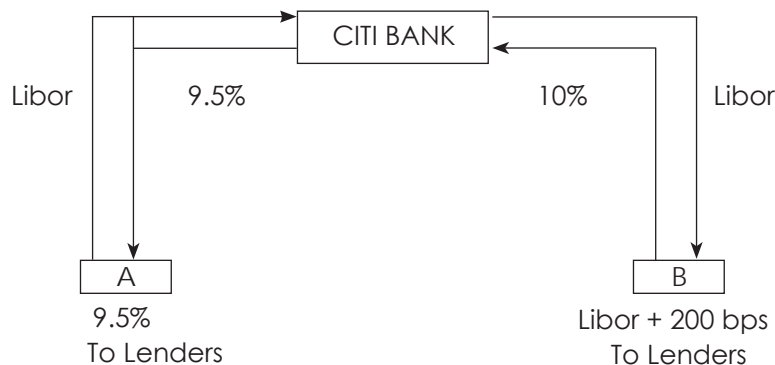 CITI BANK
Libor
9.5%
10%
Libor
A
B
9.5%
To Lenders
Libor + 200 bps
To Lenders